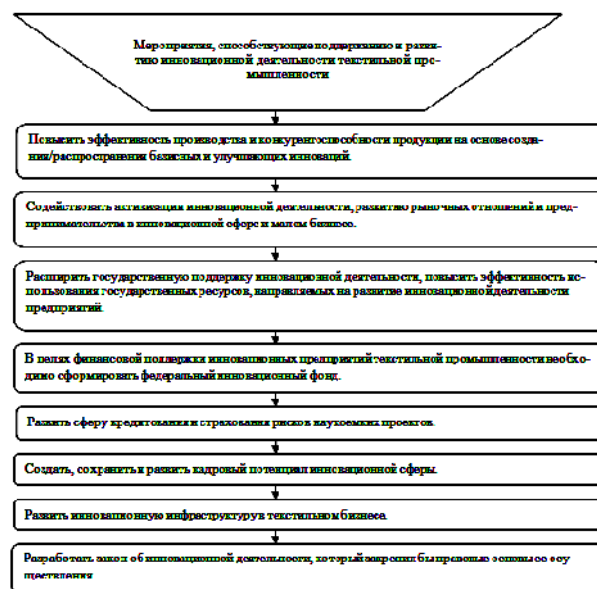 Мероприятия, способствующие поддержанию и разви-
тию инновационной деятельности текстильной про-
мышленности
Повысить эффективность производства и конкурентоспособности продукции на основе созда-
ния/распространения базисных и улучшающих инноваций.
Содействовать активизации инновационной деятельности, развитию рыночных отношений и пред-
принимательства в инновационной сфере и малом бизнесе.
Расширить государственную поддержку инновационной деятельности, повысить эффективность ис-
пользования государственных ресурсов, направляемых на развитие инновационной деятельности
предприятий.
В целях финансовой поддержки инновационных предприятий текстильной промышленности необхо-
димо сформировать федеральный инновационный фонд.
Развить сферу кредитования и страхования рисков наукоемких проектов.
Создать, сохранить и развить кадровый потенциал инновационной сферы.
Развить инновационную инфраструктуру в текстильном бизнесе.
Разработать закон об инновационной деятельности, который закрепил бы правовые основы ее осу
ществления.